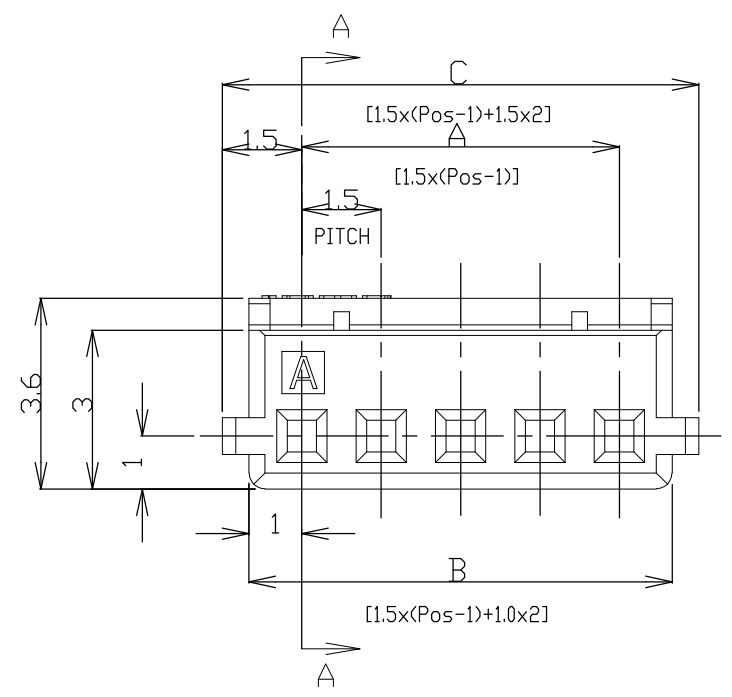 A
C
[1.5x(Pos-1)+1.5x2]
1.5
A
[1.5x(Pos-1)]
1.5
PITCH
A
3.6
3
1
1
B
[1.5x(Pos-1)+1.0x2]
A